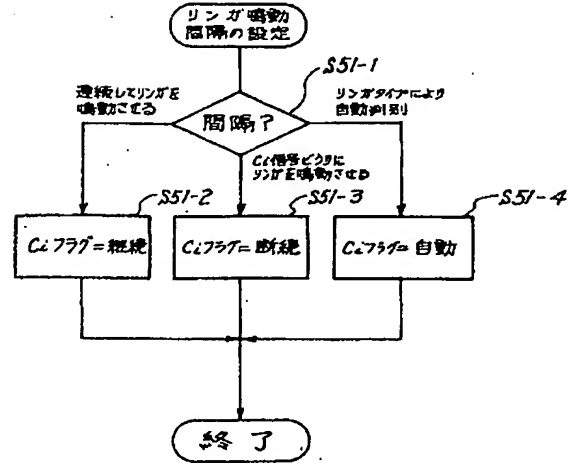 リンガ鳴動
間隔の設定
S51-1
連続してリンガを
鳴動させる
リンガタイプにより
自動判別
間隔?
Ci信号ビクリに
リンガを鳴動させる
S51-2
S51-3
S51-4
Ciフラグ=継続
Ciフラグ=断続
Ciフラグ=自動
終了